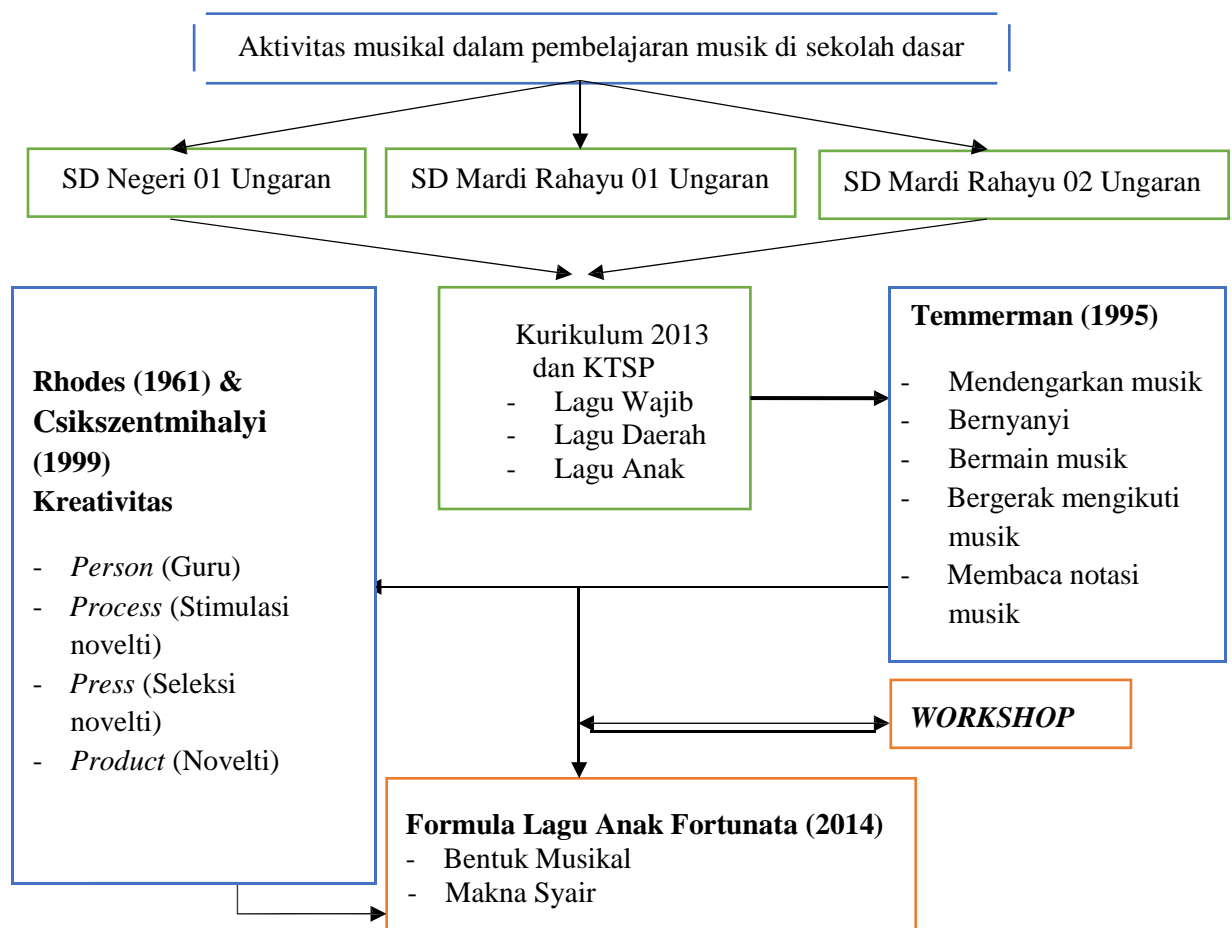 Aktivitas musikal dalam pembelajaran musik di sekolah dasar
SD Negeri 01 Ungaran
SD Mardi Rahayu 01 Ungaran
SD Mardi Rahayu 02 Ungaran
Rhodes (1961) &
Csikszentmihalyi
(1999)
Kreativitas
- Person (Guru)
- Process (Stimulasi
novelti)
- Press (Seleksi
novelti)
- Product (Novelti)
Kurikulum 2013
dan KTSP
- Lagu Wajib
- Lagu Daerah
- Lagu Anak
Temmerman (1995)
- Mendengarkan musik
- Bernyanyi
- Bermain musik
- Bergerak mengikuti
musik
- Membaca notasi
musik
WORKSHOP
Formula Lagu Anak Fortunata (2014)
- Bentuk Musikal
- Makna Syair